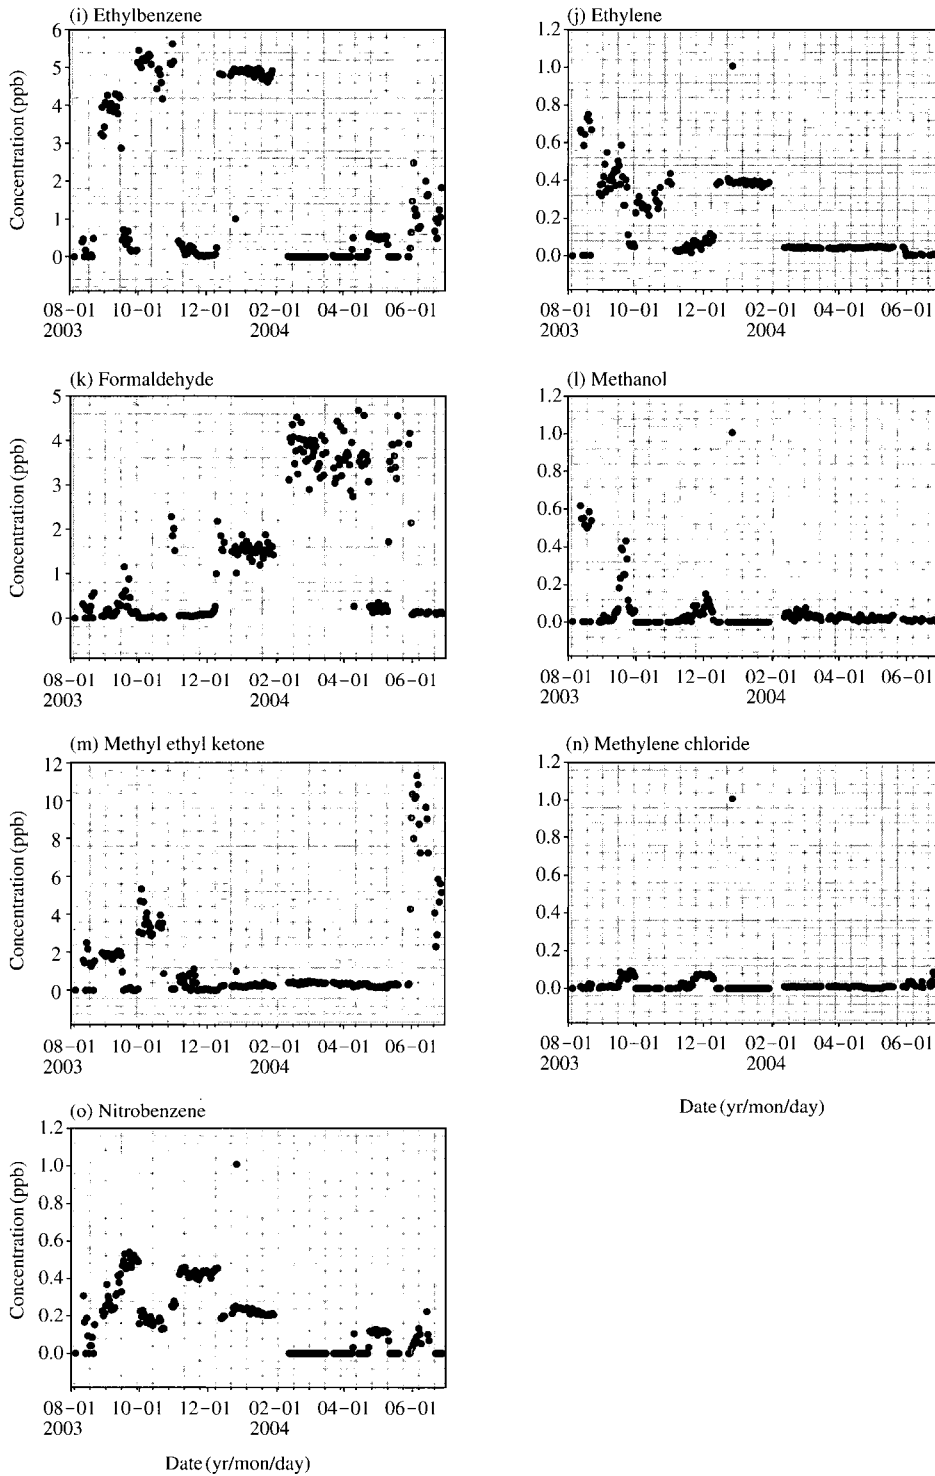 (i) Ethylbenzene
Concentration (ppb)
6
5
4
3
2
1
0
08−01 10−01 12−01 02−01 04−01 06−01
2003 2004
(j) Ethylene
1.2
1.0
0.8
0.6
0.4
0.2
0.0
08−01 10−01 12−01 02−01 04−01 06−01
2003 2004
(k) Formaldehyde
Concentration (ppb)
5
4
3
2
1
0
08−01 10−01 12−01 02−01 04−01 06−01
2003 2004
(l) Methanol
1.2
1.0
0.8
0.6
0.4
0.2
0.0
08−01 10−01 12−01 02−01 04−01 06−01
2003 2004
(m) Methyl ethyl ketone
Concentration (ppb)
12
10
8
6
4
2
0
08−01 10−01 12−01 02−01 04−01 06−01
2003 2004
(n) Methylene chloride
1.2
1.0
0.8
0.6
0.4
0.2
0.0
08−01 10−01 12−01 02−01 04−01 06−01
2003 2004
Date (yr/mon/day)
(o) Nitrobenzene
Concentration (ppb)
1.2
1.0
0.8
0.6
0.4
0.2
0.0
08−01 10−01 12−01 02−01 04−01 06−01
2003 2004
Date (yr/mon/day)